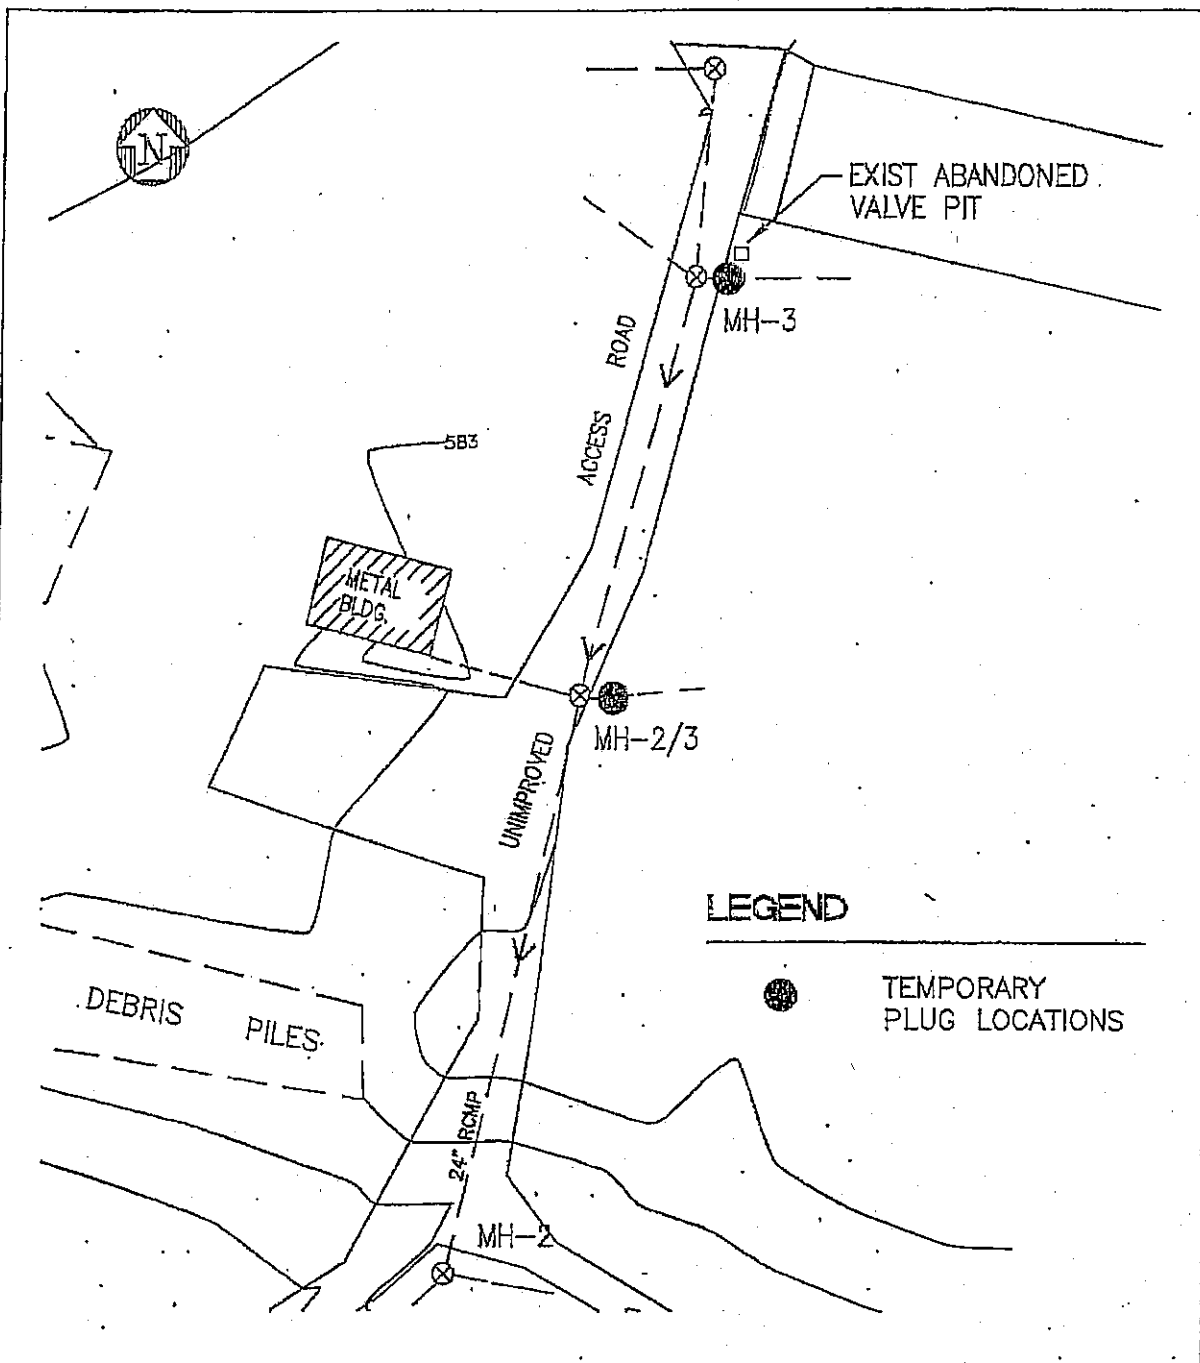 N
EXIST ABANDONED
VALVE PIT
MH-3
ACCESS ROAD
583
METAL
BLDG.
MH-2/3
UNIMPROVED
LEGEND
TEMPORARY
PLUG LOCATIONS
DEBRIS PILES
24" RCMP
MH-2